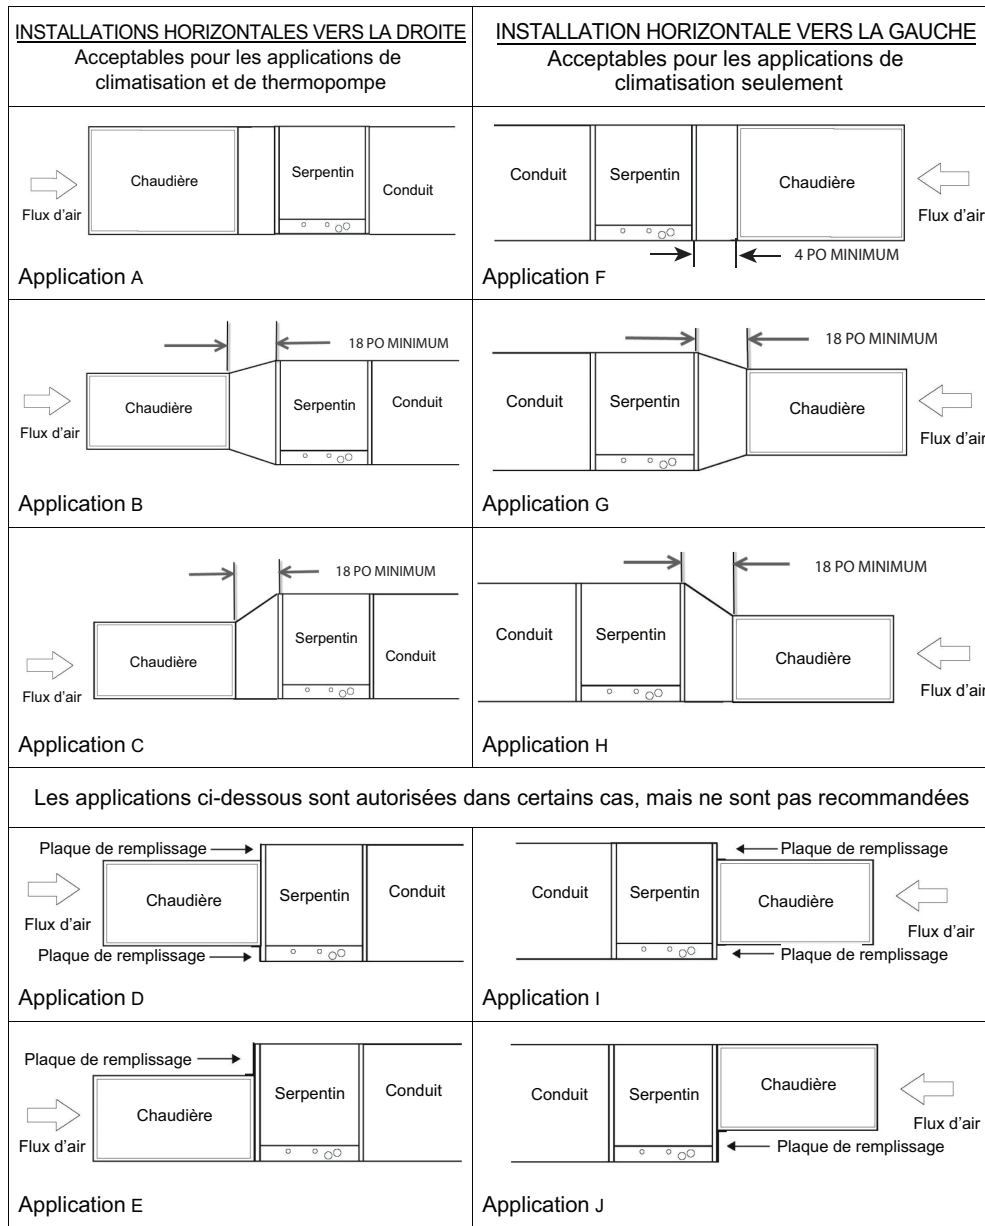 INSTALLATIONS HORIZONTALES VERS LA DROITE
Acceptables pour les applications de
climatisation et de thermopompe
INSTALLATION HORIZONTALE VERS LA GAUCHE
Acceptables pour les applications de
climatisation seulement
Flux d'air
Chaudière
Serpentin
Conduit
Application A
Conduit
Serpentin
Chaudière
Flux d'air
4 PO MINIMUM
Application F
18 PO MINIMUM
Flux d'air
Chaudière
Serpentin
Conduit
Application B
18 PO MINIMUM
Conduit
Serpentin
Chaudière
Flux d'air
Application G
18 PO MINIMUM
Flux d'air
Chaudière
Serpentin
Conduit
Application C
18 PO MINIMUM
Conduit
Serpentin
Chaudière
Flux d'air
Application H
Les applications ci-dessous sont autorisées dans certains cas, mais ne sont pas recommandées
Plaque de remplissage
Flux d'air
Chaudière
Serpentin
Conduit
Plaque de remplissage
Application D
Plaque de remplissage
Conduit
Serpentin
Chaudière
Flux d'air
Plaque de remplissage
Application I
Plaque de remplissage
Flux d'air
Chaudière
Serpentin
Conduit
Application E
Conduit
Serpentin
Chaudière
Flux d'air
Plaque de remplissage
Application J